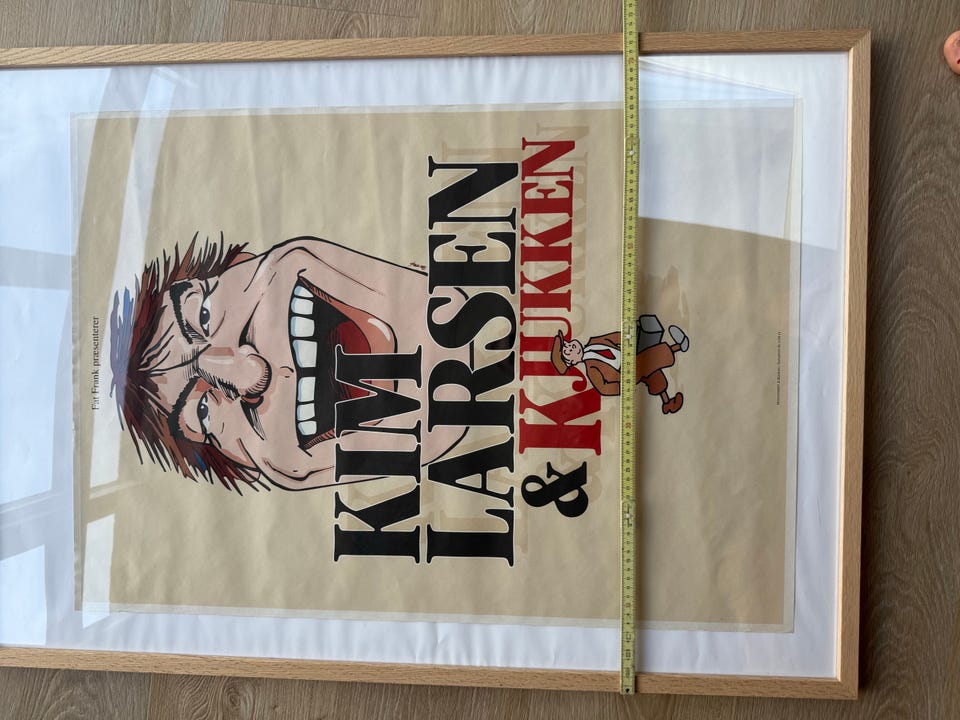 Fat Frank præsenterer
KIM
LARSEN
& KJUKKEN